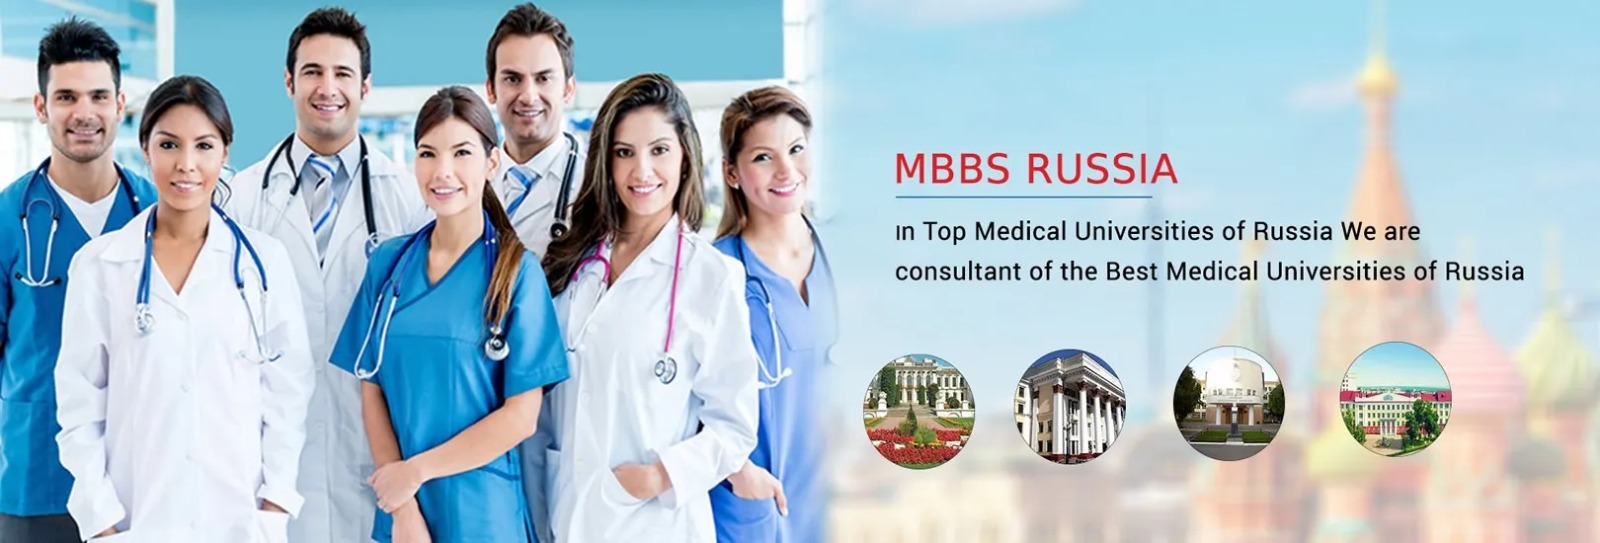 MBBS RUSSIA
ın Top Medical Universities of Russia We are
consultant of the Best Medical Universities of Russia